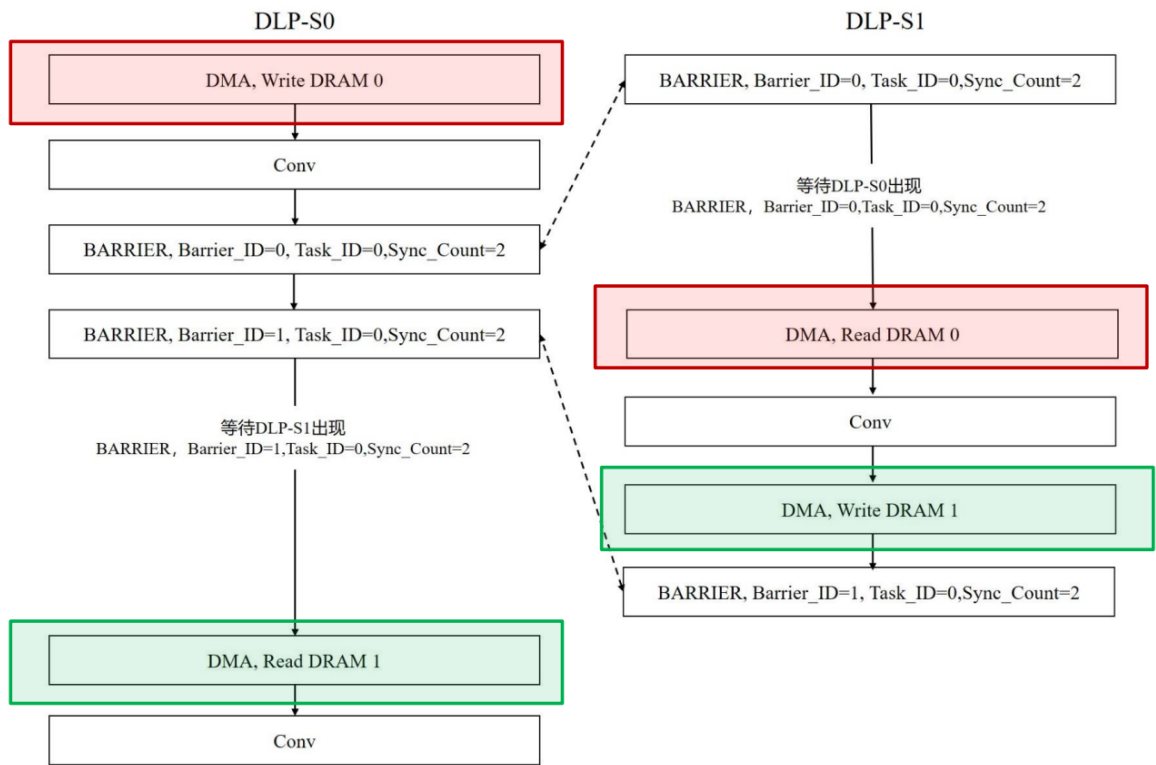 DLP-S0
DMA, Write DRAM 0
Conv
BARRIER, Barrier_ID=0, Task_ID=0,Sync_Count=2
BARRIER, Barrier_ID=1, Task_ID=0,Sync_Count=2
等待DLP-S1出现
BARRIER，Barrier_ID=1,Task_ID=0,Sync_Count=2
DMA, Read DRAM 1
Conv
DLP-S1
BARRIER, Barrier_ID=0, Task_ID=0,Sync_Count=2
等待DLP-S0出现
BARRIER，Barrier_ID=0,Task_ID=0,Sync_Count=2
DMA, Read DRAM 0
Conv
DMA, Write DRAM 1
BARRIER, Barrier_ID=1, Task_ID=0,Sync_Count=2